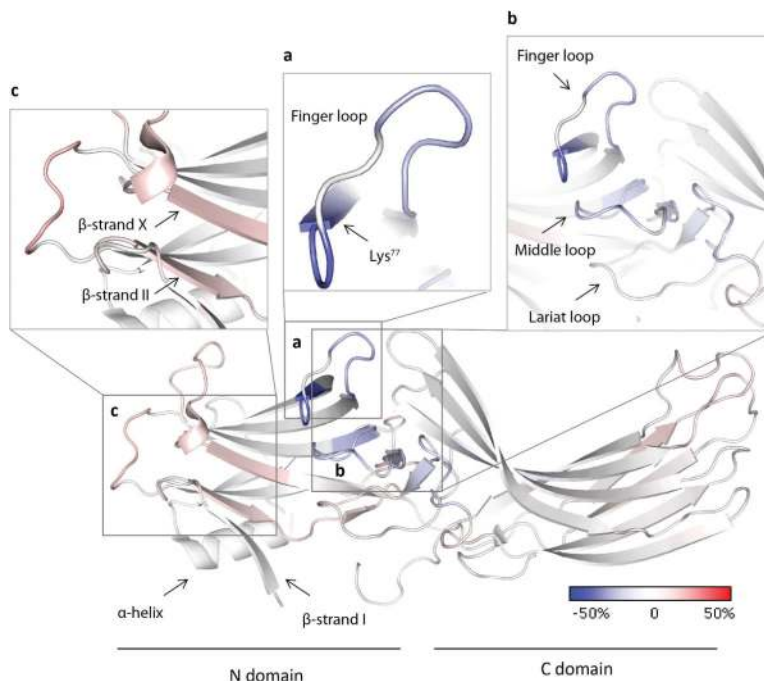 b
a
c
Finger loop
Finger loop
β-strand X
Lys⁷⁷
Middle loop
β-strand II
Lariat loop
a
c
b
α-helix
β-strand I
-50% 0 50%
N domain
C domain